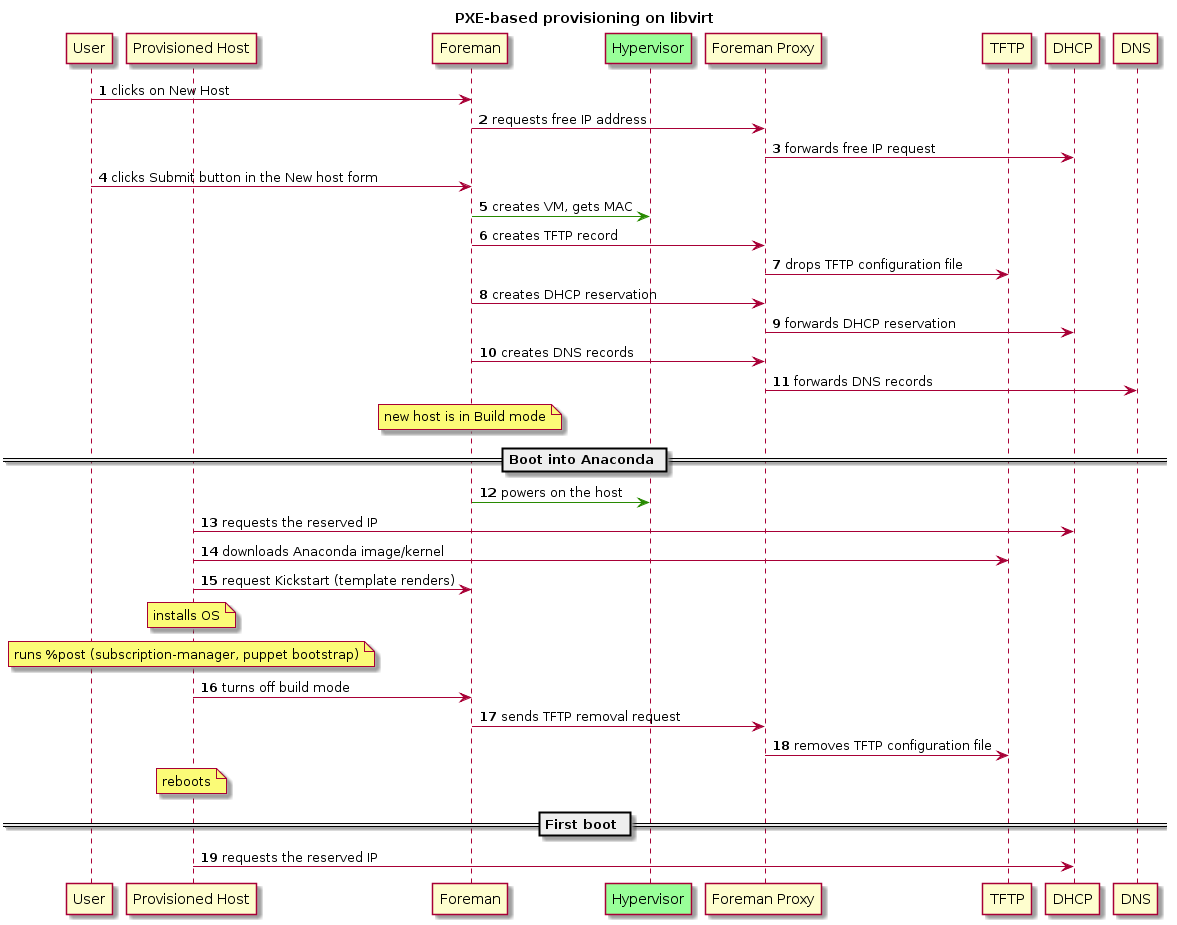 PXE-based provisioning on libvirt
User
Provisioned Host
Foreman
Hypervisor
Foreman Proxy
TFTP
DHCP
DNS
1 clicks on New Host
2 requests free IP address
3 forwards free IP request
4 clicks Submit button in the New host form
5 creates VM, gets MAC
6 creates TFTP record
7 drops TFTP configuration file
8 creates DHCP reservation
9 forwards DHCP reservation
10 creates DNS records
11 forwards DNS records
new host is in Build mode
Boot into Anaconda
12 powers on the host
13 requests the reserved IP
14 downloads Anaconda image/kernel
15 request Kickstart (template renders)
installs OS
runs %post (subscription-manager, puppet bootstrap)
16 turns off build mode
17 sends TFTP removal request
18 removes TFTP configuration file
reboots
First boot
19 requests the reserved IP
User
Provisioned Host
Foreman
Hypervisor
Foreman Proxy
TFTP
DHCP
DNS